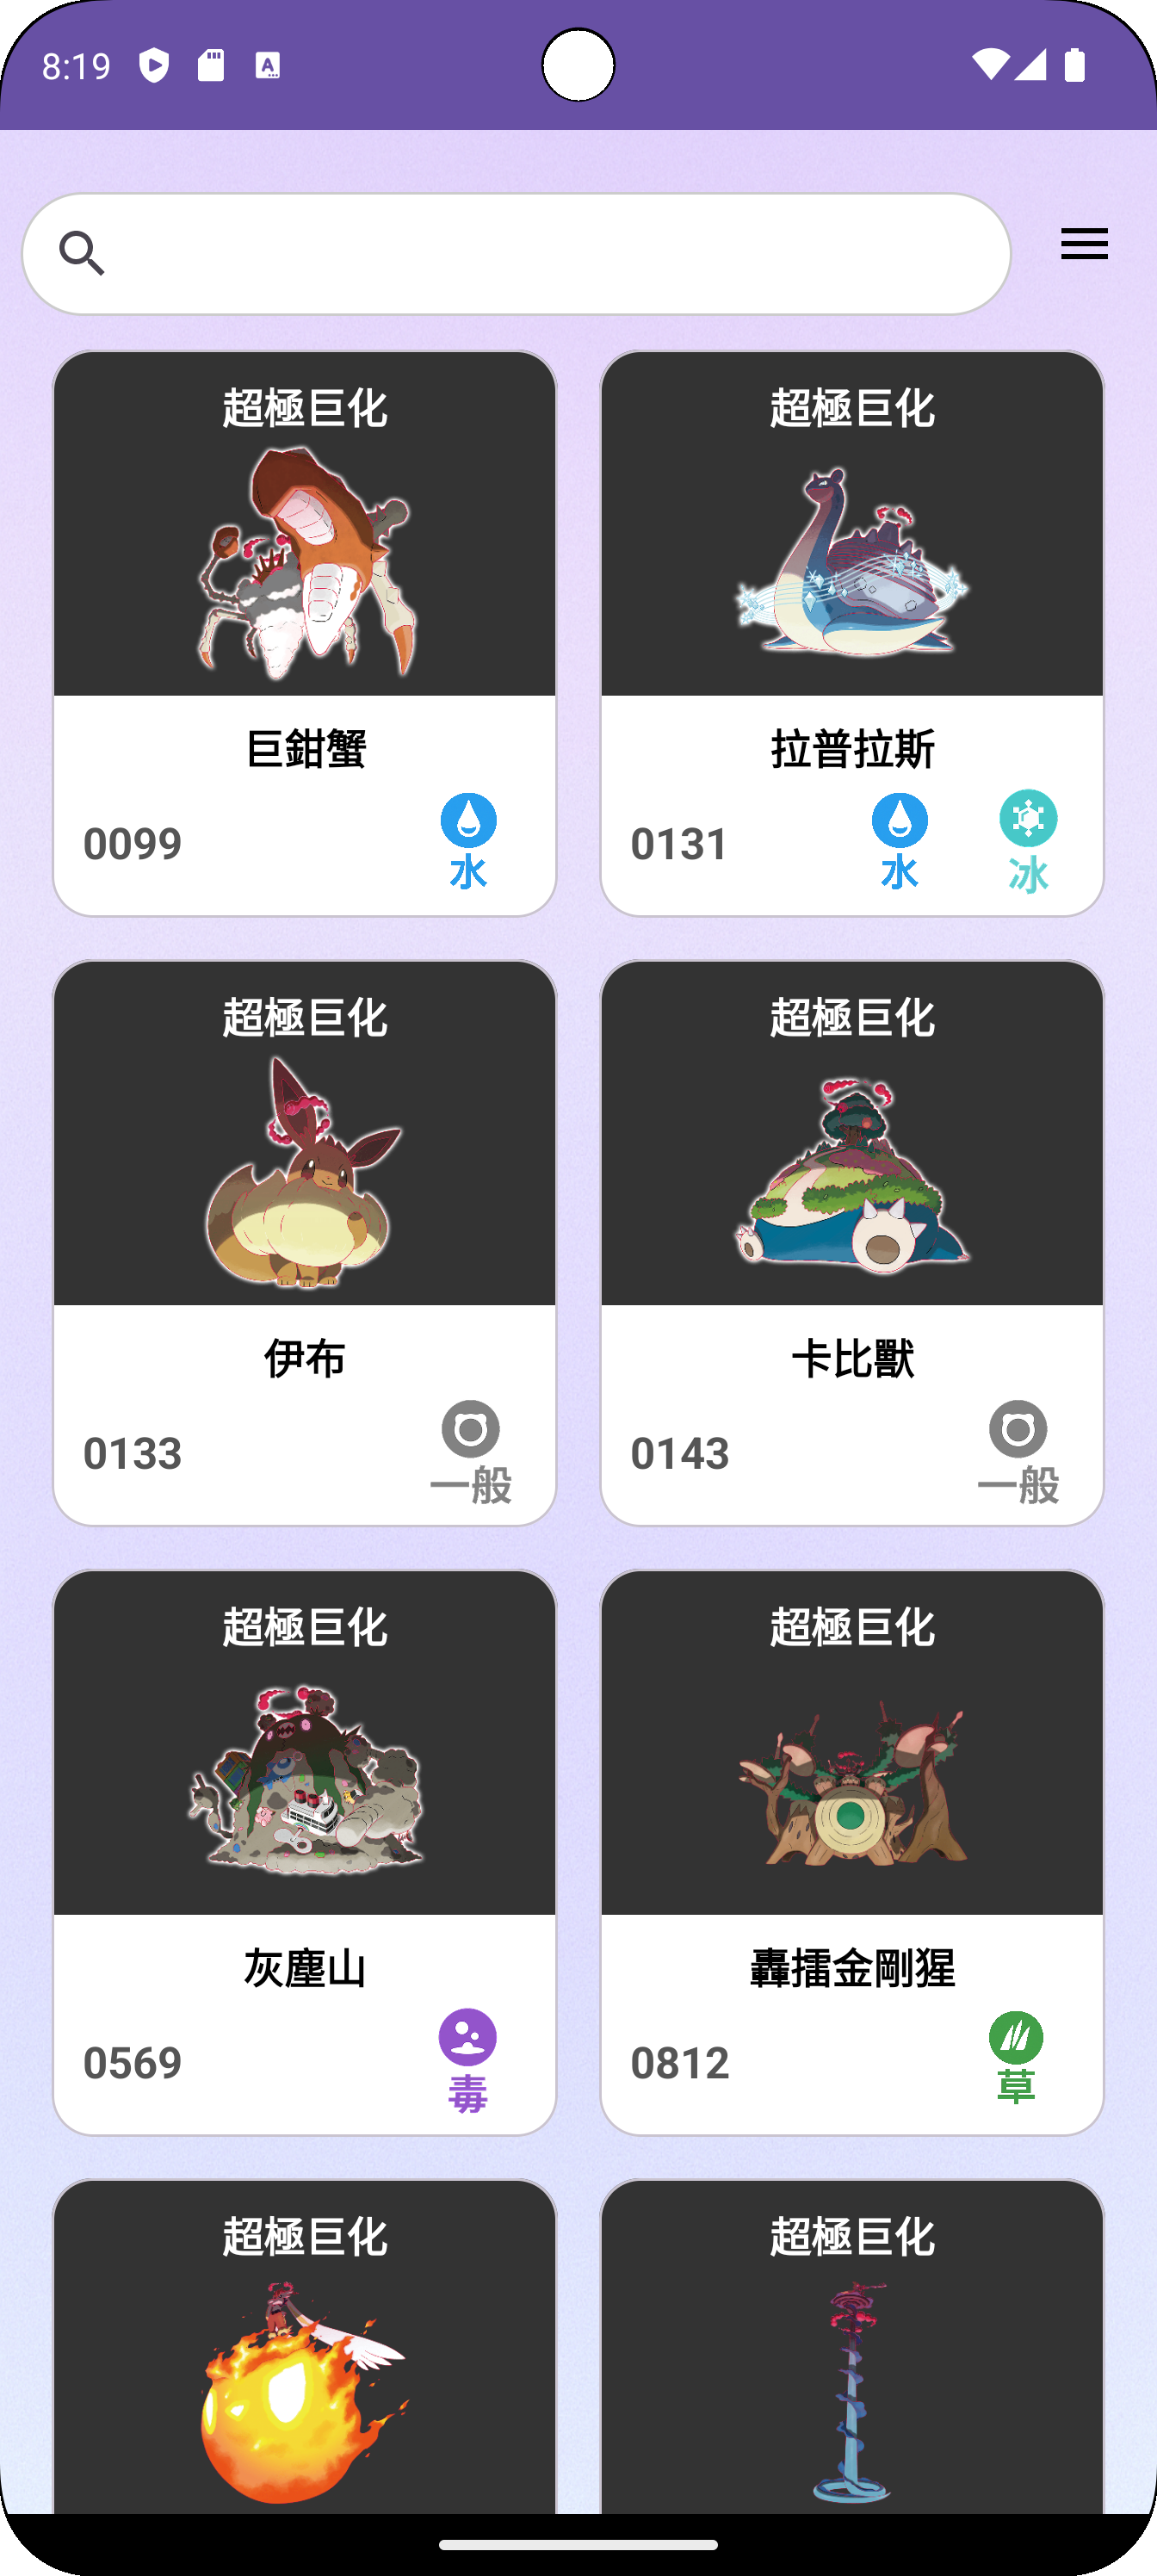 8:19
超極巨化
超極巨化
巨鉗蟹
拉普拉斯
0099
水
0131
水
冰
超極巨化
超極巨化
伊布
卡比獸
0133
一般
0143
一般
超極巨化
超極巨化
灰塵山
轟擂金剛猩
0569
毒
0812
草
超極巨化
超極巨化